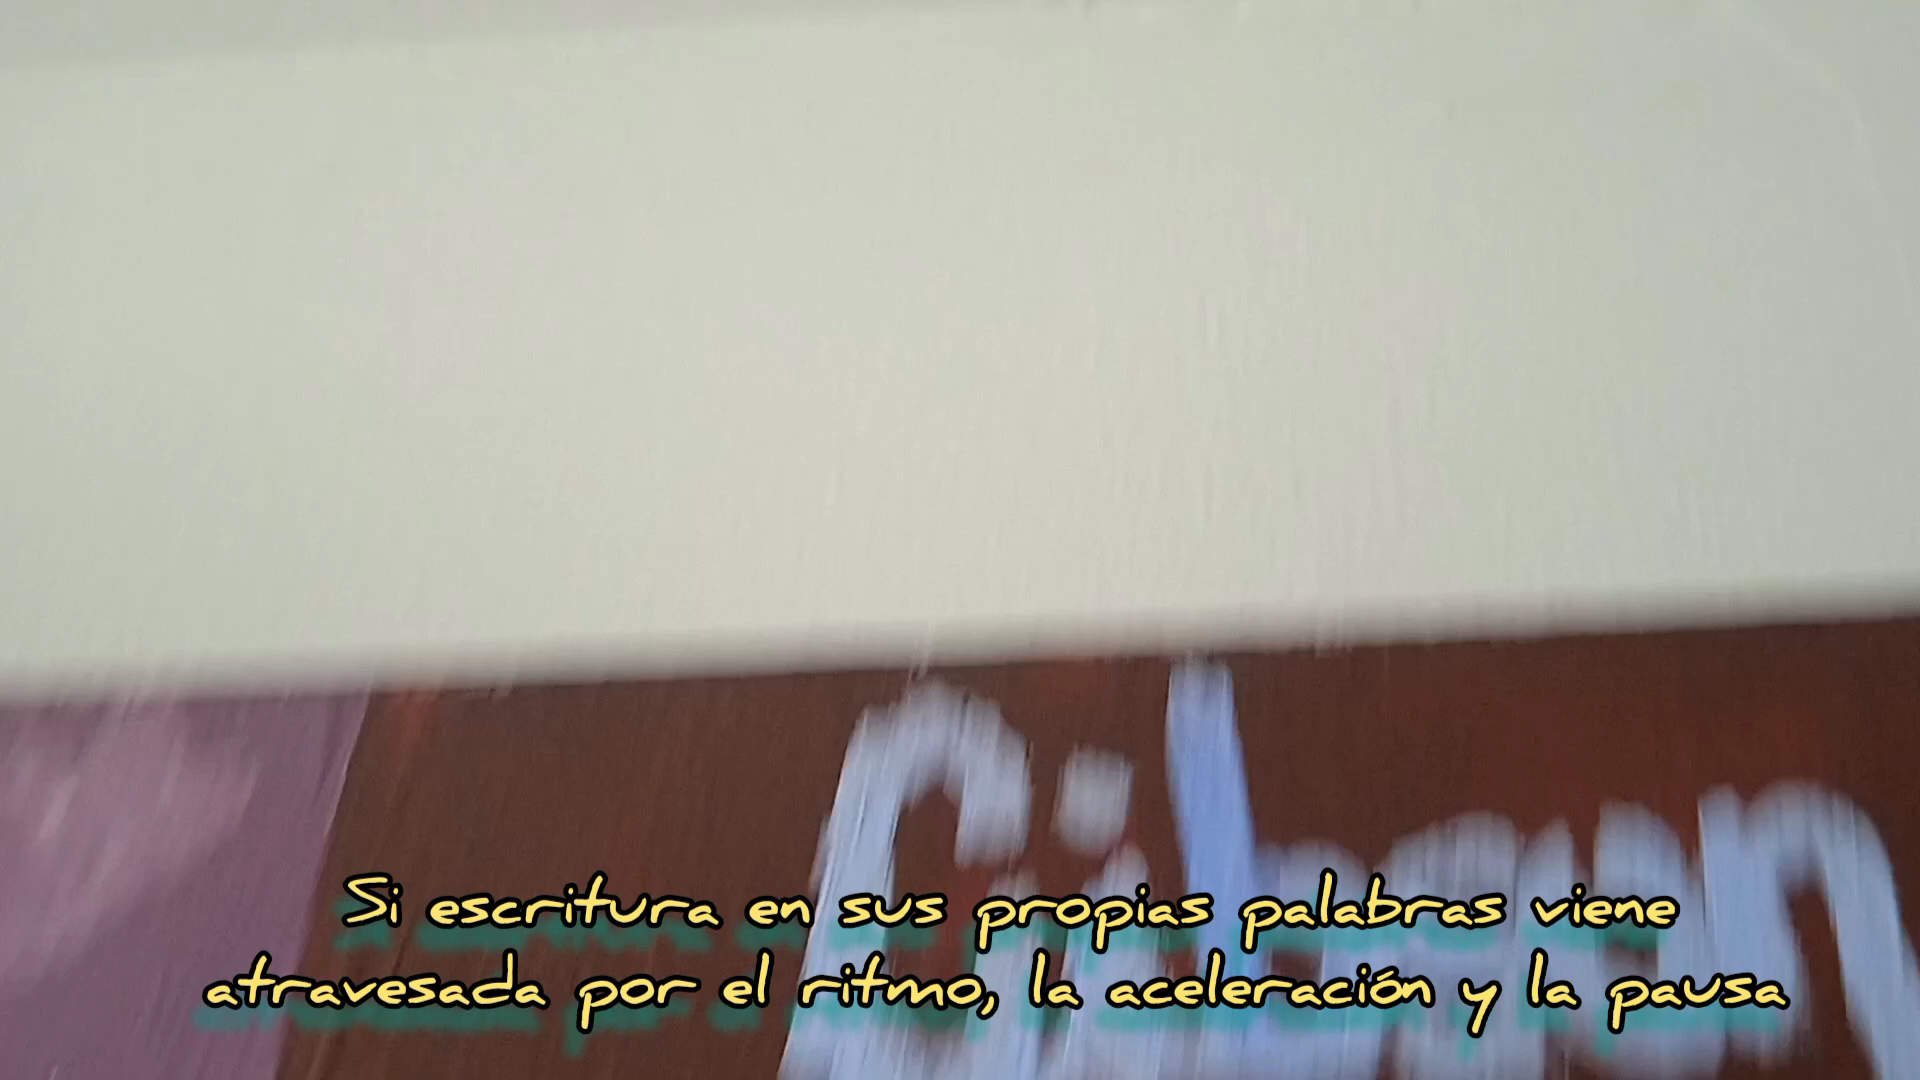 Si escritura en sus propias palabras viene
atravesada por el ritmo, la aceleración y la pausa